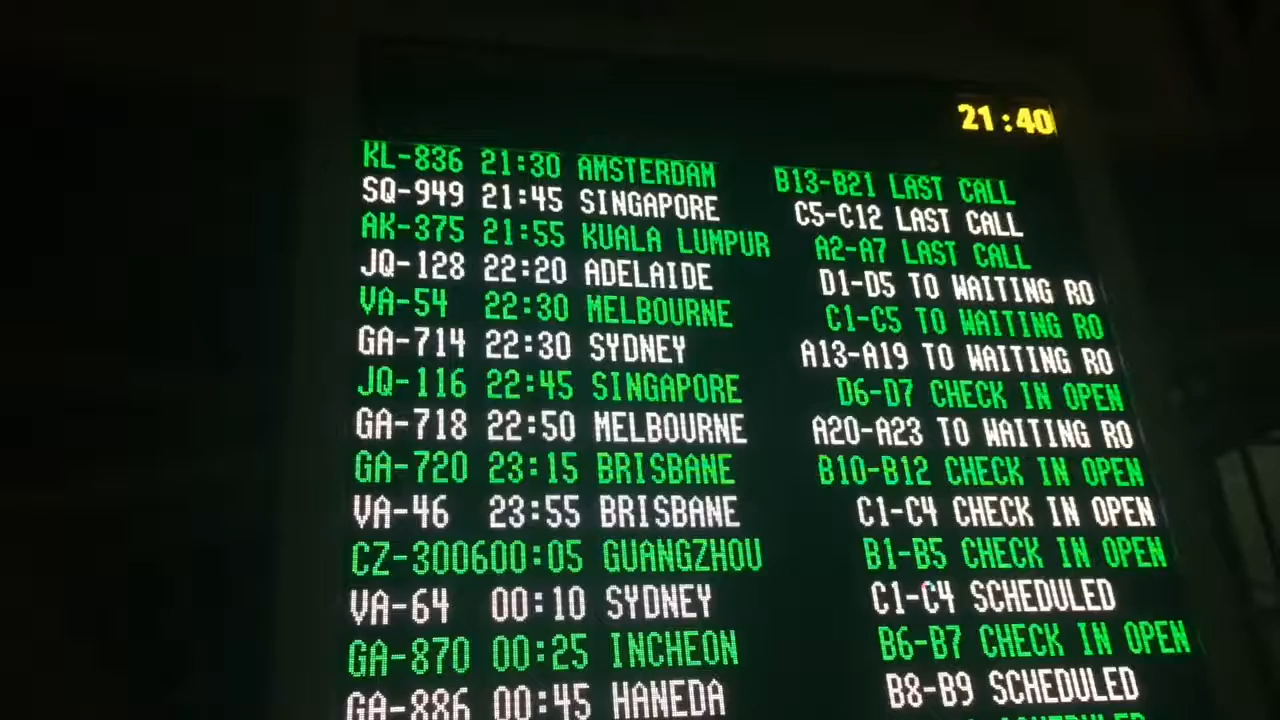 21:40
KL-836 21:30 AMSTERDAM B13-B21 LAST CALL
SQ-949 21:45 SINGAPORE C5-C12 LAST CALL
AK-375 21:55 KUALA LUMPUR A2-A7 LAST CALL
JQ-128 22:20 ADELAIDE D1-D5 TO WAITING RO
VA-54 22:30 MELBOURNE C1-C5 TO WAITING RO
GA-714 22:30 SYDNEY A13-A19 TO WAITING RO
JQ-116 22:45 SINGAPORE D6-D7 CHECK IN OPEN
GA-718 22:50 MELBOURNE A20-A23 TO WAITING RO
GA-720 23:15 BRISBANE B10-B12 CHECK IN OPEN
VA-46 23:55 BRISBANE C1-C4 CHECK IN OPEN
CZ-300600:05 GUANGZHOU B1-B5 CHECK IN OPEN
VA-64 00:10 SYDNEY C1-C4 SCHEDULED
GA-870 00:25 INCHEON B6-B7 CHECK IN OPEN
GA-886 00:45 HANEDA B8-B9 SCHEDULED